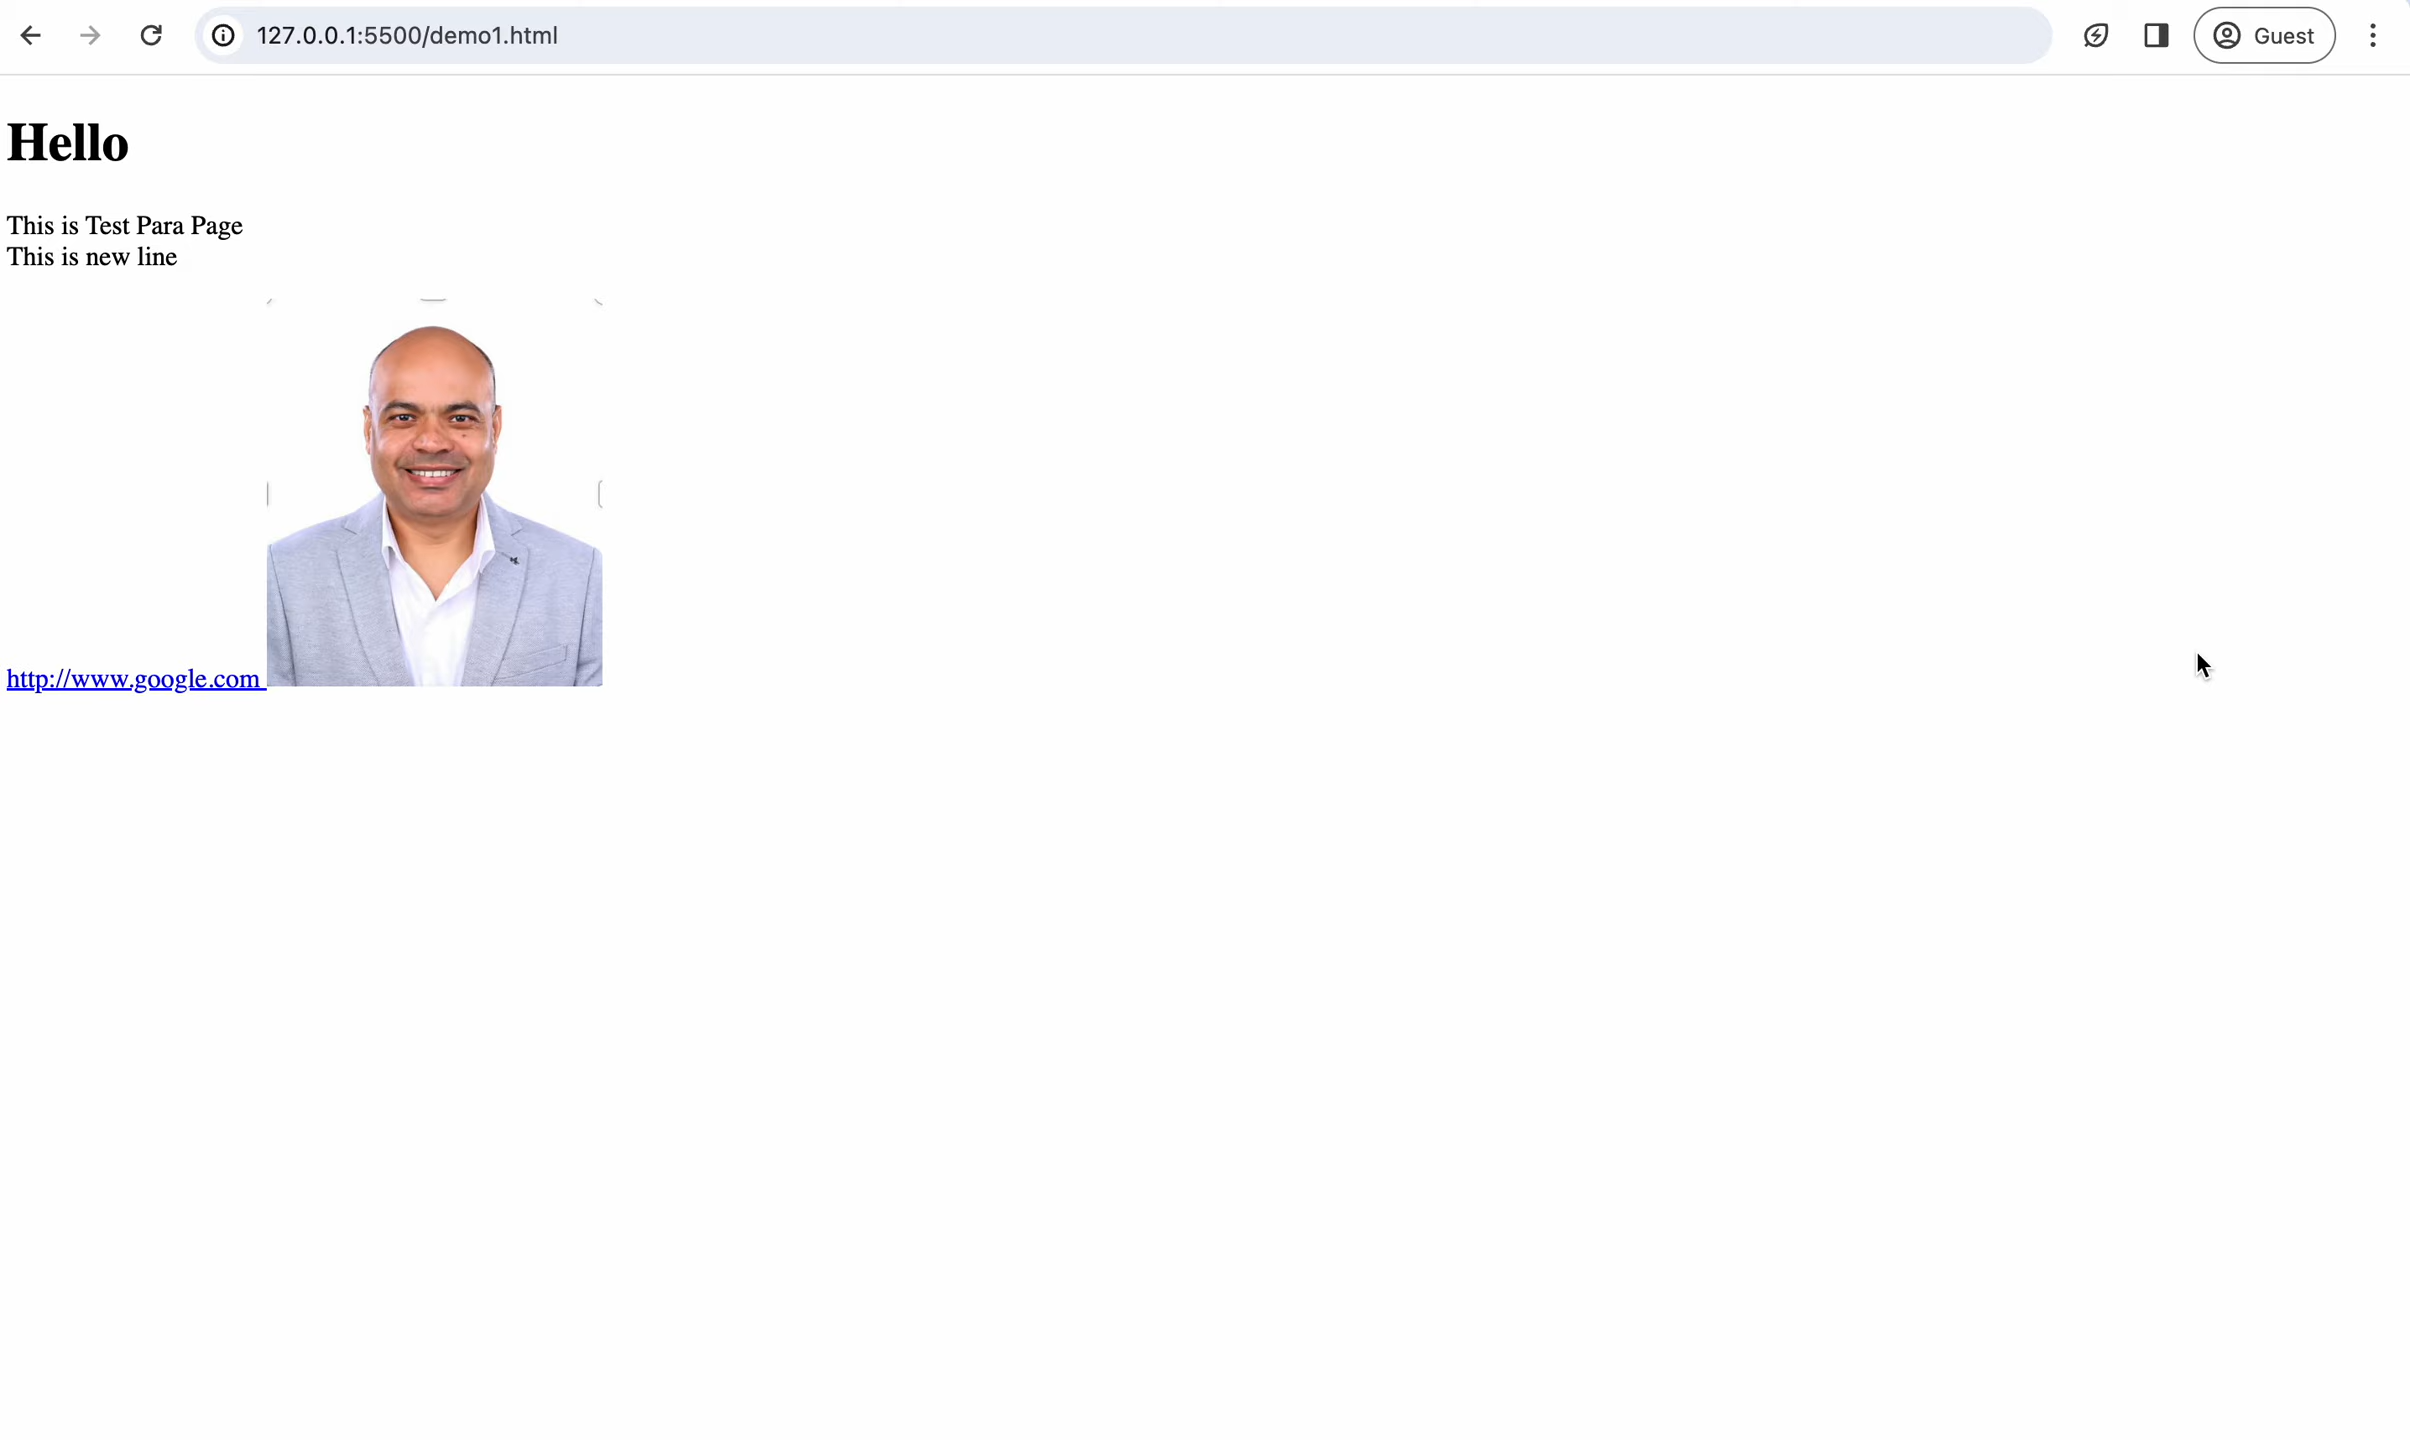 127.0.0.1:5500/demo1.html
Guest
Hello
This is Test Para Page
This is new line
http://www.google.com